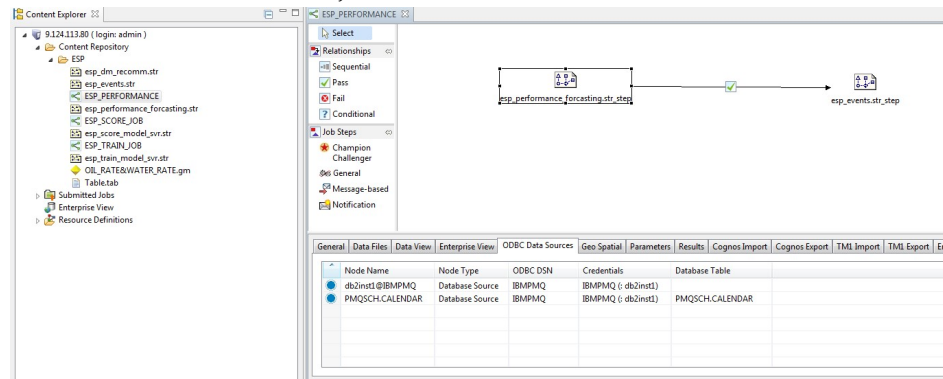 Content Explorer
9.124.113.80 ( login: admin )
Content Repository
ESP
esp_dm_recomm.str
esp_events.str
ESP_PERFORMANCE
esp_performance_forcasting.str
ESP_SCORE_JOB
esp_score_model_svr.str
ESP_TRAIN_JOB
esp_train_model_svr.str
OIL_RATE&WATER_RATE.gm
Table.tab
Submitted Jobs
Enterprise View
Resource Definitions
ESP_PERFORMANCE
Select
Relationships
Sequential
Pass
Fail
Conditional
Job Steps
Champion
Challenger
General
Message-based
Notification
esp_performance_forcasting.str_step
esp_events.str_step
General Data Files Data View Enterprise View ODBC Data Sources Geo Spatial Parameters Results Cognos Import Cognos Export TM1 Import TM1 Export
Node Name Node Type ODBC DSN Credentials Database Table
db2inst1@IBMPMQ Database Source IBMPMQ IBMPMQ (: db2inst1)
PMQSCH.CALENDAR Database Source IBMPMQ IBMPMQ (: db2inst1) PMQSCH.CALENDAR